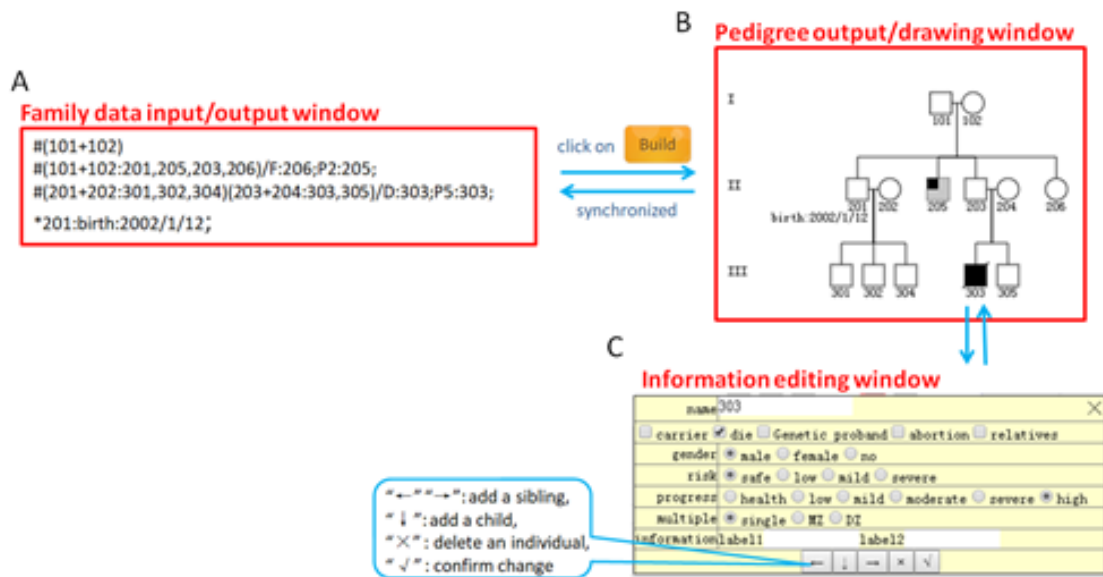 A
Family data input/output window
#(101+102)
#(101+102:201,205,203,206)/F:206;P2:205;
#(201+202:301,302,304)(203+204:303,305)/D:303;P5:303;
*201:birth:2002/1/12;
click on Build
synchronized
B
Pedigree output/drawing window
I
101 102
II
201 202 205 203 204 206
birth:2002/1/12
III
301 302 304 303 305
C
Information editing window
name 303 ×
carrier die Genetic proband abortion relatives
gender male female no
risk safe low mild severe
progress health low mild moderate severe high
multiple single MZ DZ
information label1 label2
← ↓ → × √
"←" "→": add a sibling,
"↓": add a child,
"×": delete an individual,
"√": confirm change